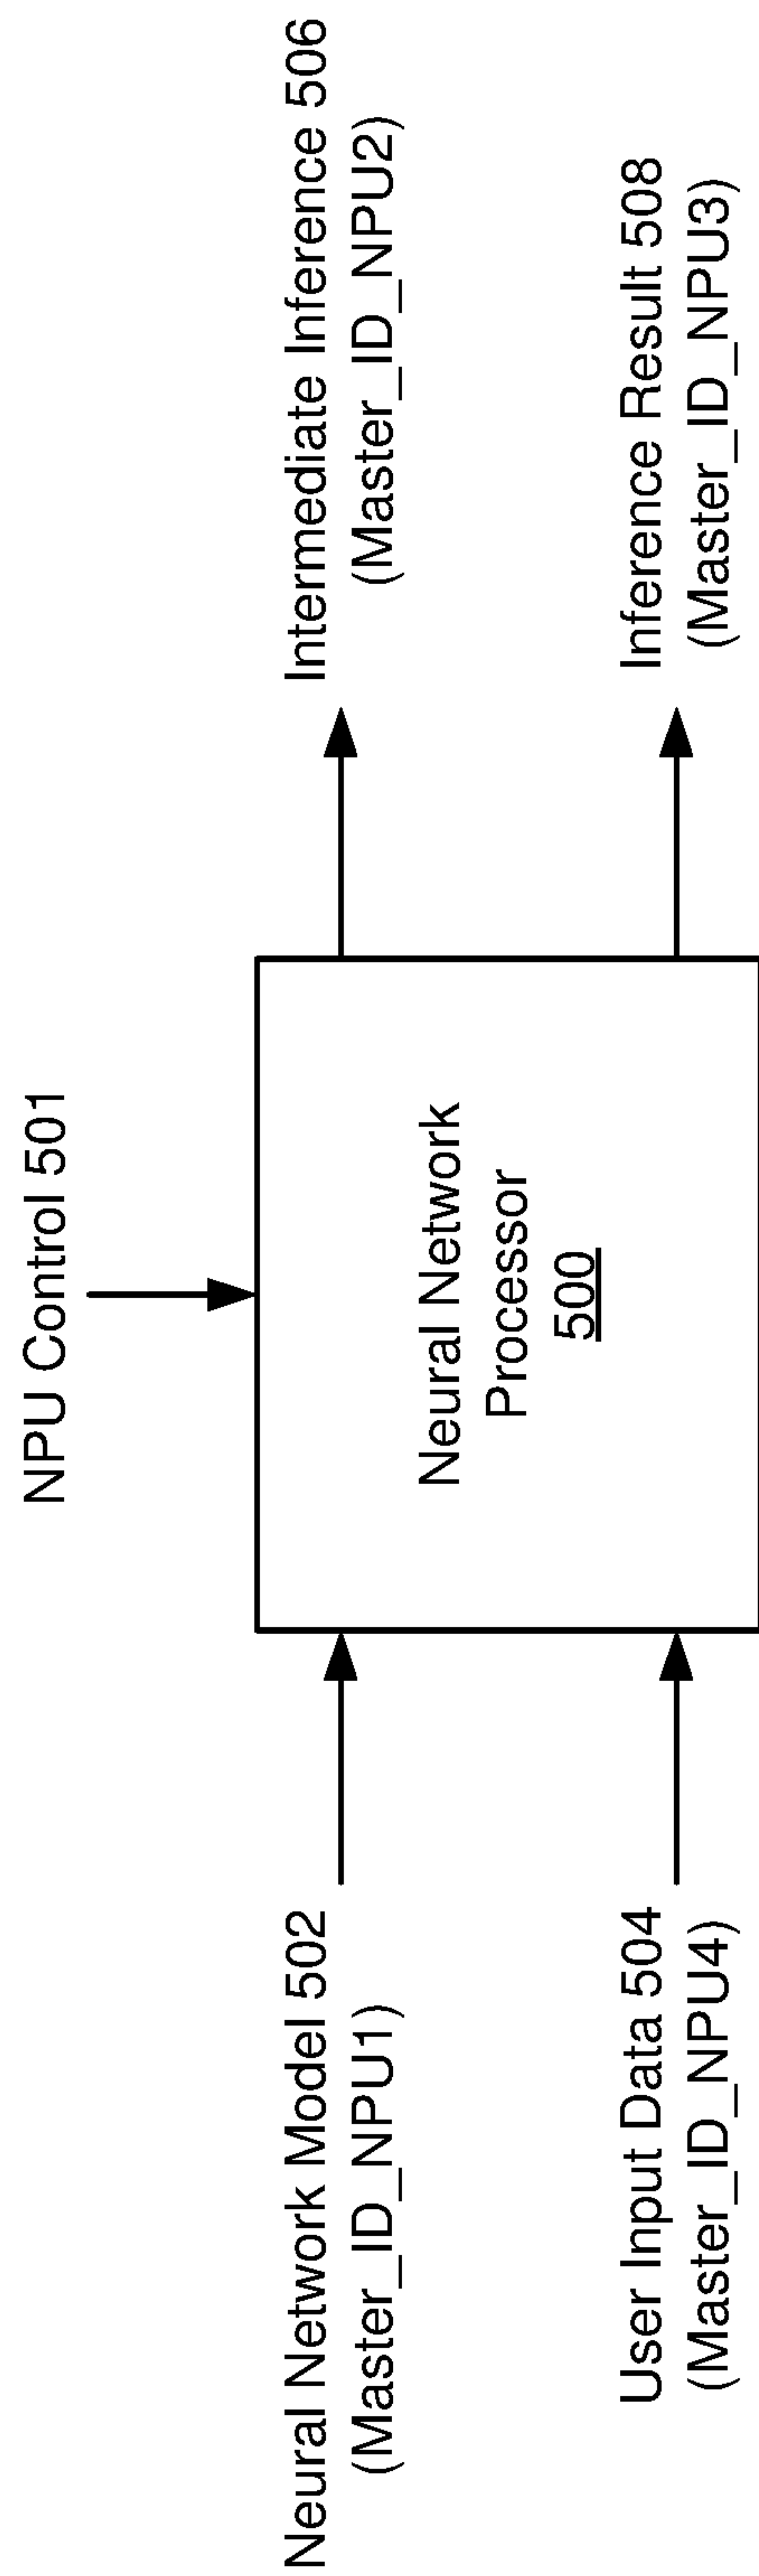 NPU Control 501
Neural Network Model 502
(Master_ID_NPU1)
User Input Data 504
(Master_ID_NPU4)
Neural Network
Processor
500
Intermediate Inference 506
(Master_ID_NPU2)
Inference Result 508
(Master_ID_NPU3)